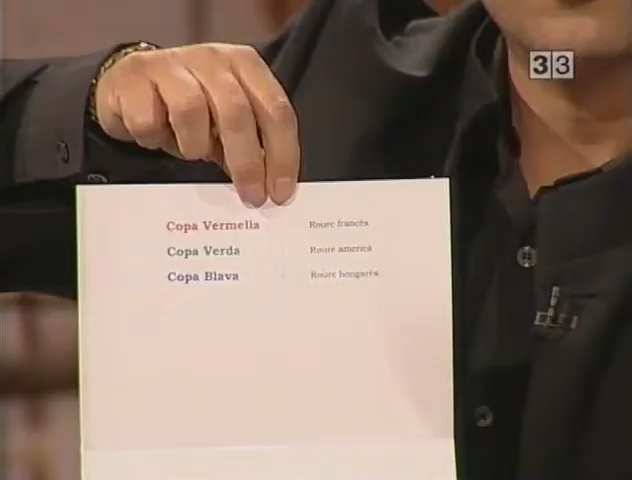 33
Copa Vermella Roure francès
Copa Verda Roure americà
Copa Blava Roure hongarès